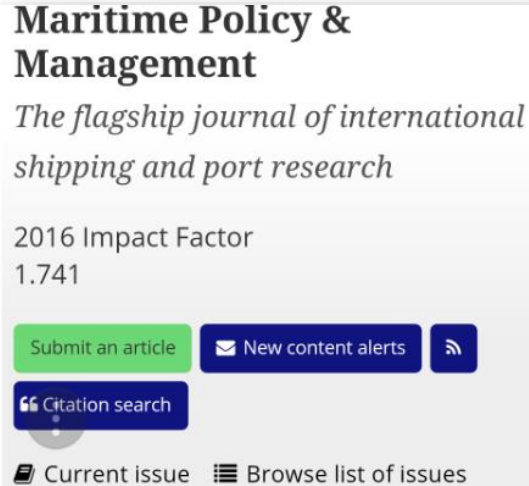 Maritime Policy &
Management
The flagship journal of international
shipping and port research
2016 Impact Factor
1.741
Submit an article
New content alerts
Citation search
Current issue
Browse list of issues